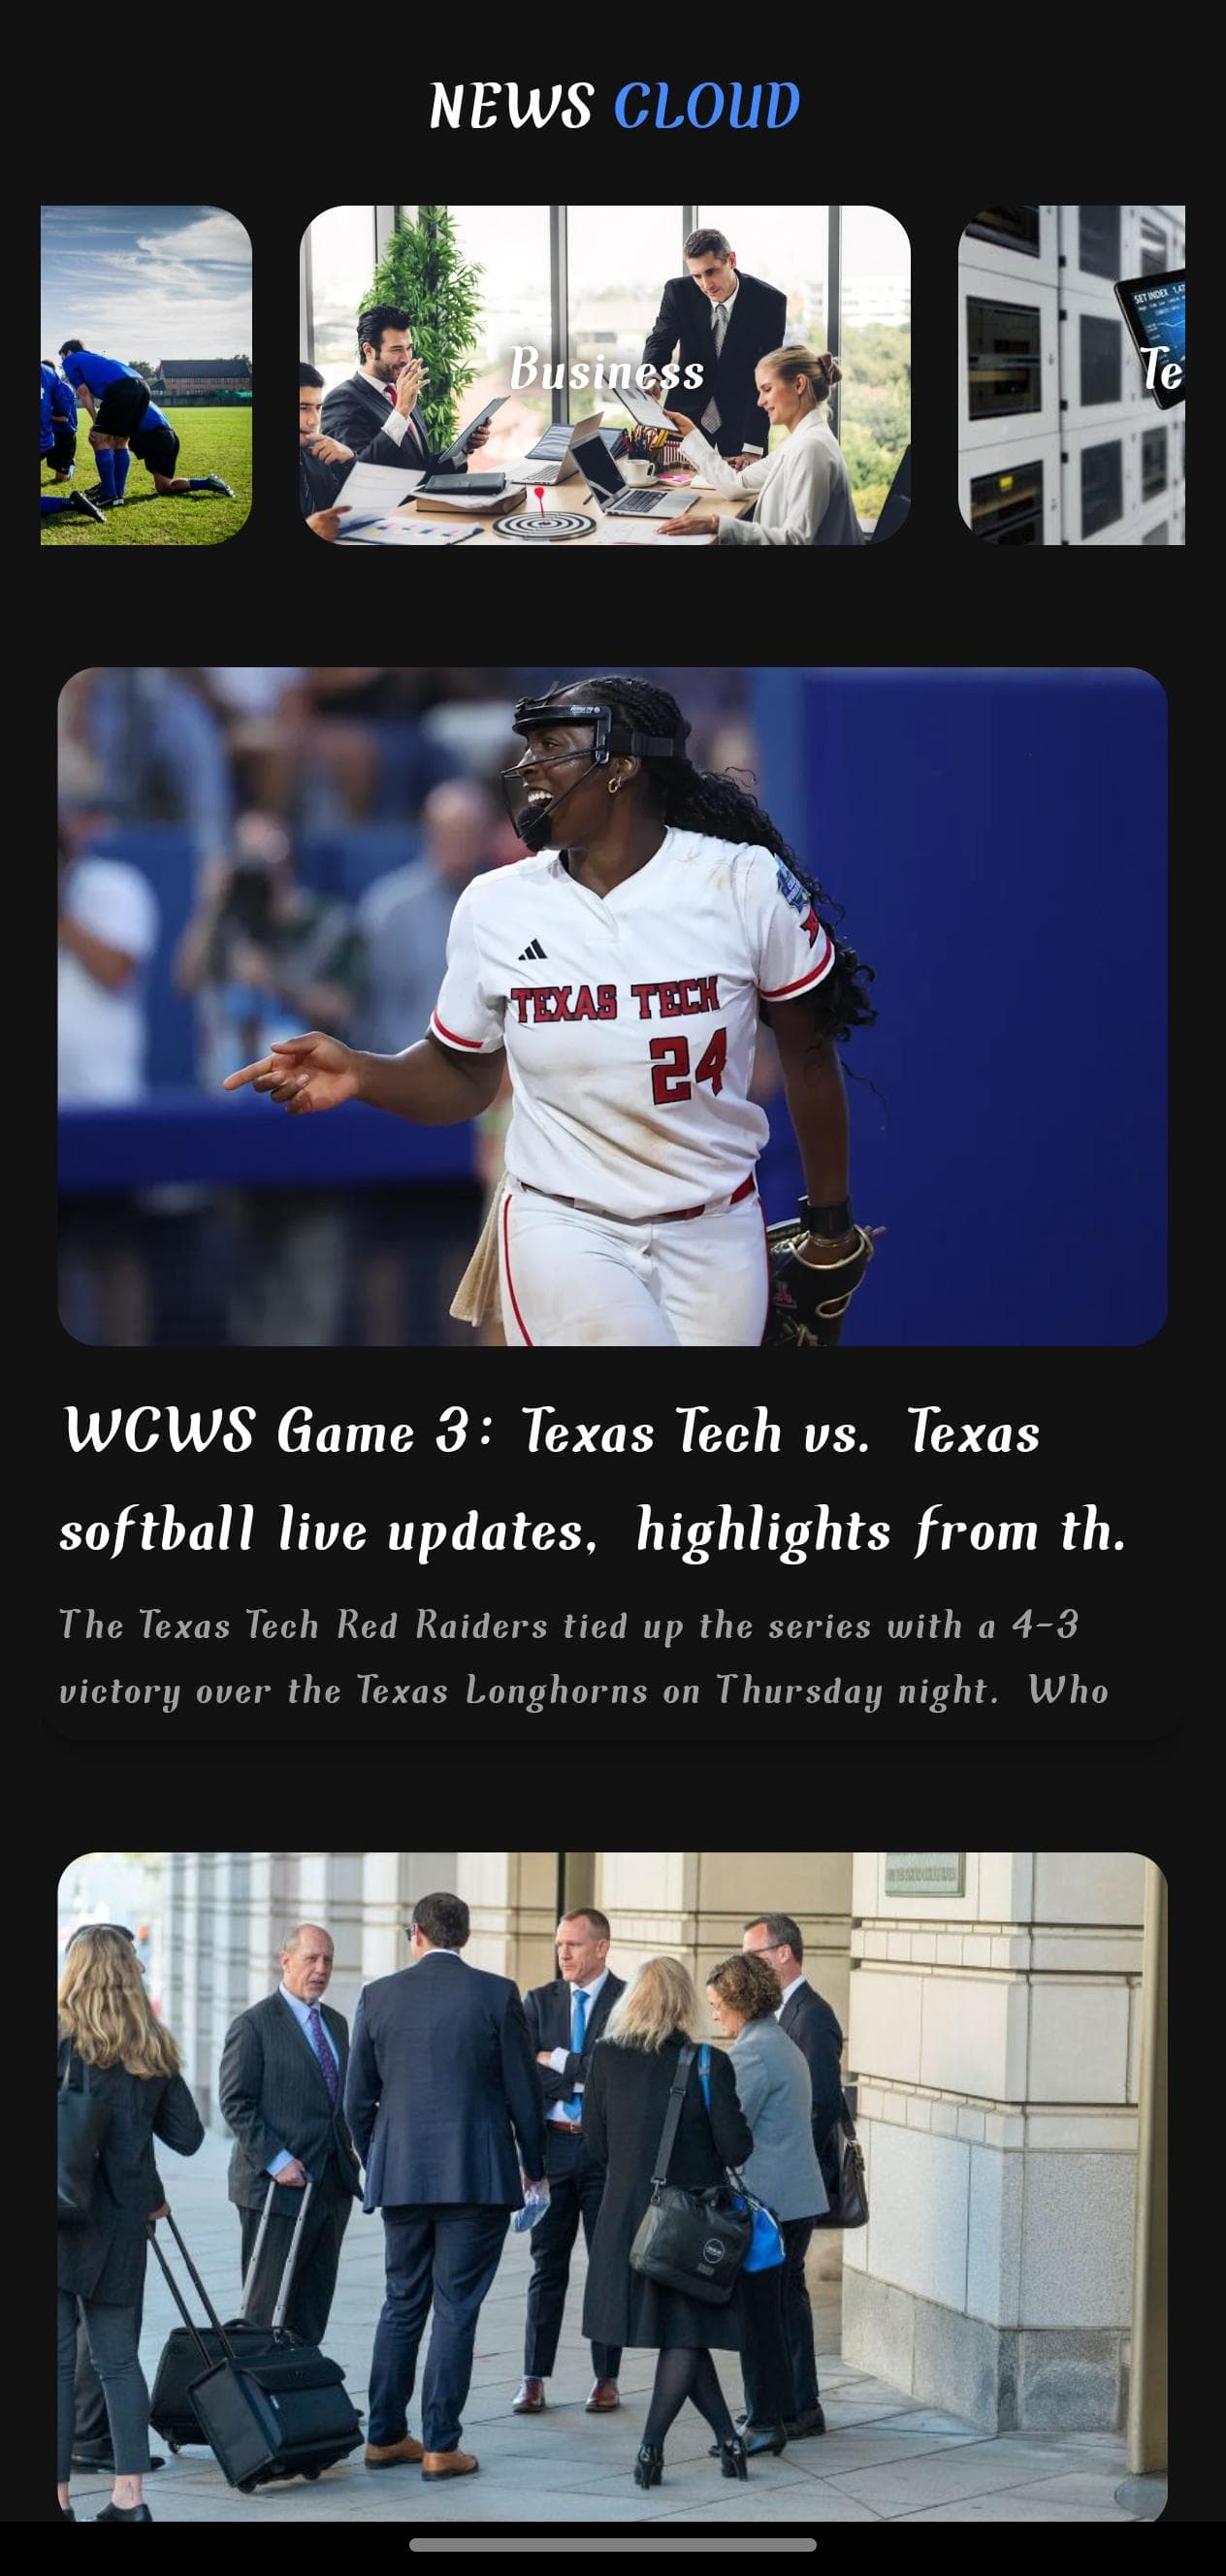 NEWS CLOUD
Business
Te
SET INDEX
TEXAS TECH
24
WCWS Game 3: Texas Tech vs. Texas
softball live updates, highlights from th.
The Texas Tech Red Raiders tied up the series with a 4-3
victory over the Texas Longhorns on Thursday night. Who